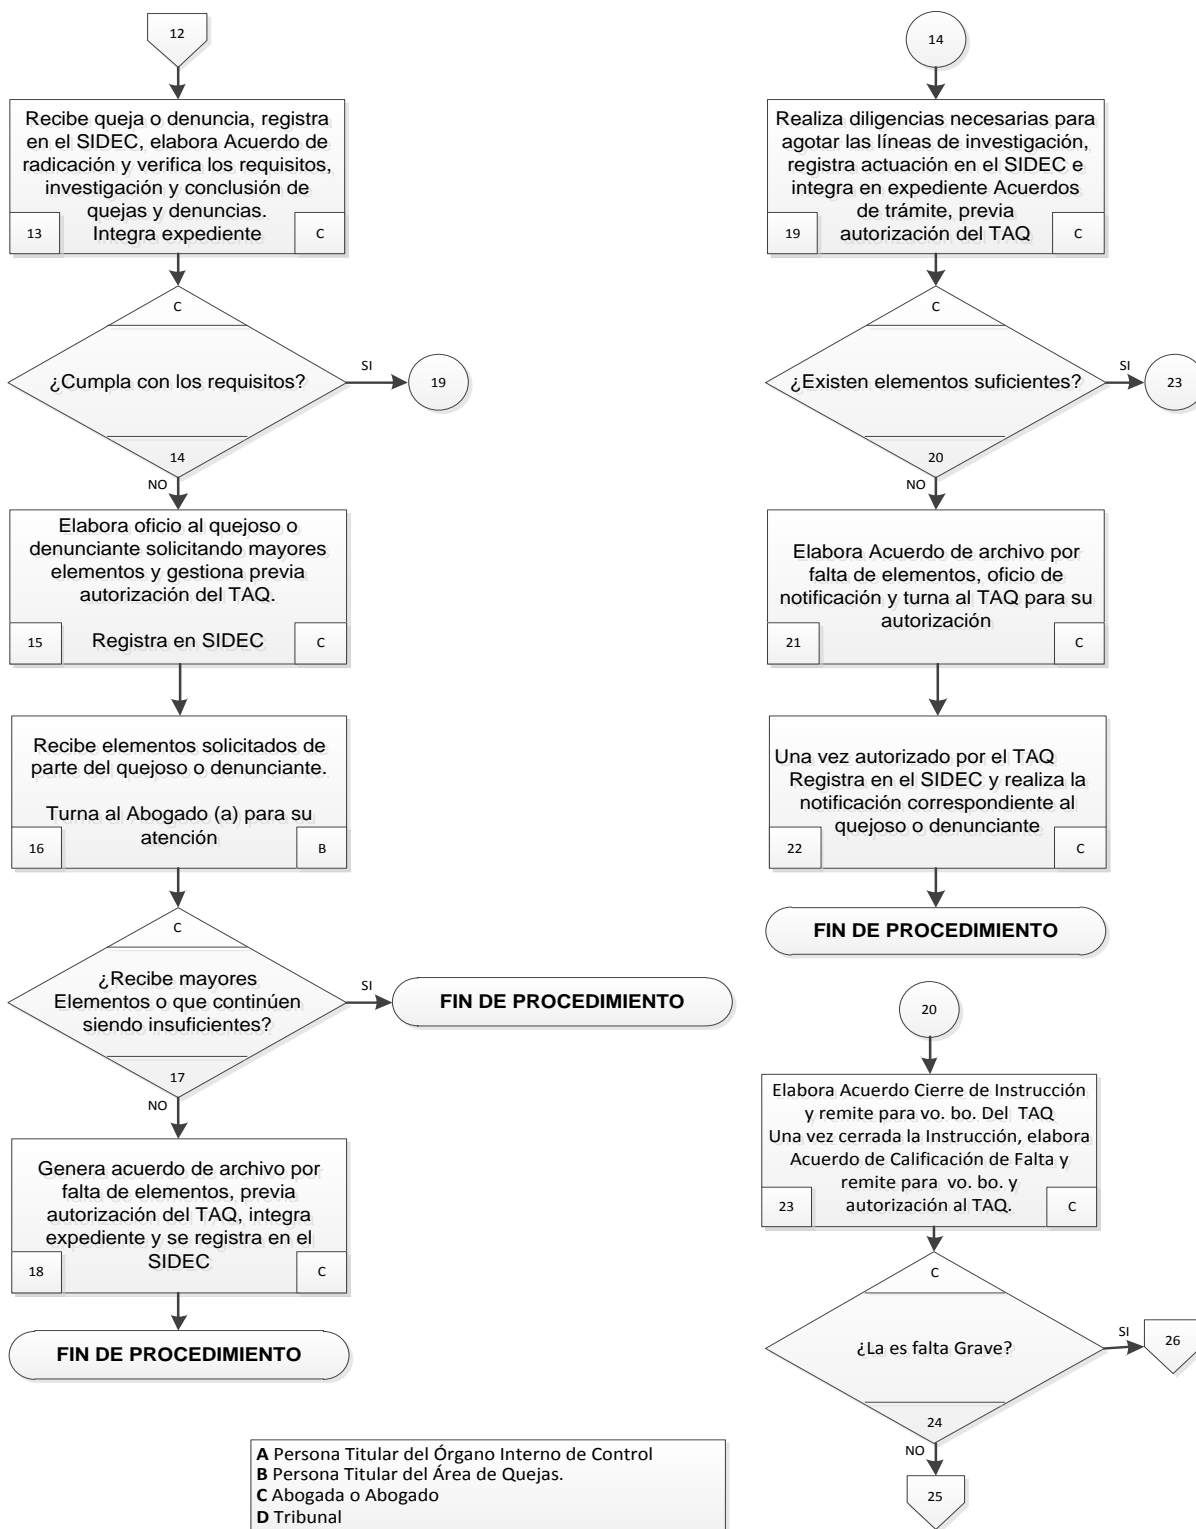 12
Recibe queja o denuncia, registra
en el SIDEC, elabora Acuerdo de
radicación y verifica los requisitos,
investigación y conclusión de
quejas y denuncias.
Integra expediente
13
C
C
¿Cumpla con los requisitos?
14
SI
19
NO
Elabora oficio al quejoso o
denunciante solicitando mayores
elementos y gestiona previa
autorización del TAQ.
Registra en SIDEC
15
C
Recibe elementos solicitados de
parte del quejoso o denunciante.
Turna al Abogado (a) para su
atención
16
B
C
¿Recibe mayores
Elementos o que continúen
siendo insuficientes?
17
SI
FIN DE PROCEDIMIENTO
NO
Genera acuerdo de archivo por
falta de elementos, previa
autorización del TAQ, integra
expediente y se registra en el
SIDEC
18
C
FIN DE PROCEDIMIENTO
14
Realiza diligencias necesarias para
agotar las líneas de investigación,
registra actuación en el SIDEC e
integra en expediente Acuerdos
de trámite, previa
autorización del TAQ
19
C
C
¿Existen elementos suficientes?
20
SI
23
NO
Elabora Acuerdo de archivo por
falta de elementos, oficio de
notificación y turna al TAQ para su
autorización
21
C
Una vez autorizado por el TAQ
Registra en el SIDEC y realiza la
notificación correspondiente al
quejoso o denunciante
22
C
FIN DE PROCEDIMIENTO
20
Elabora Acuerdo Cierre de Instrucción
y remite para vo. bo. Del TAQ
Una vez cerrada la Instrucción, elabora
Acuerdo de Calificación de Falta y
remite para vo. bo. y
autorización al TAQ.
23
C
C
¿La es falta Grave?
24
SI
26
NO
25
A Persona Titular del Órgano Interno de Control
B Persona Titular del Área de Quejas.
C Abogada o Abogado
D Tribunal